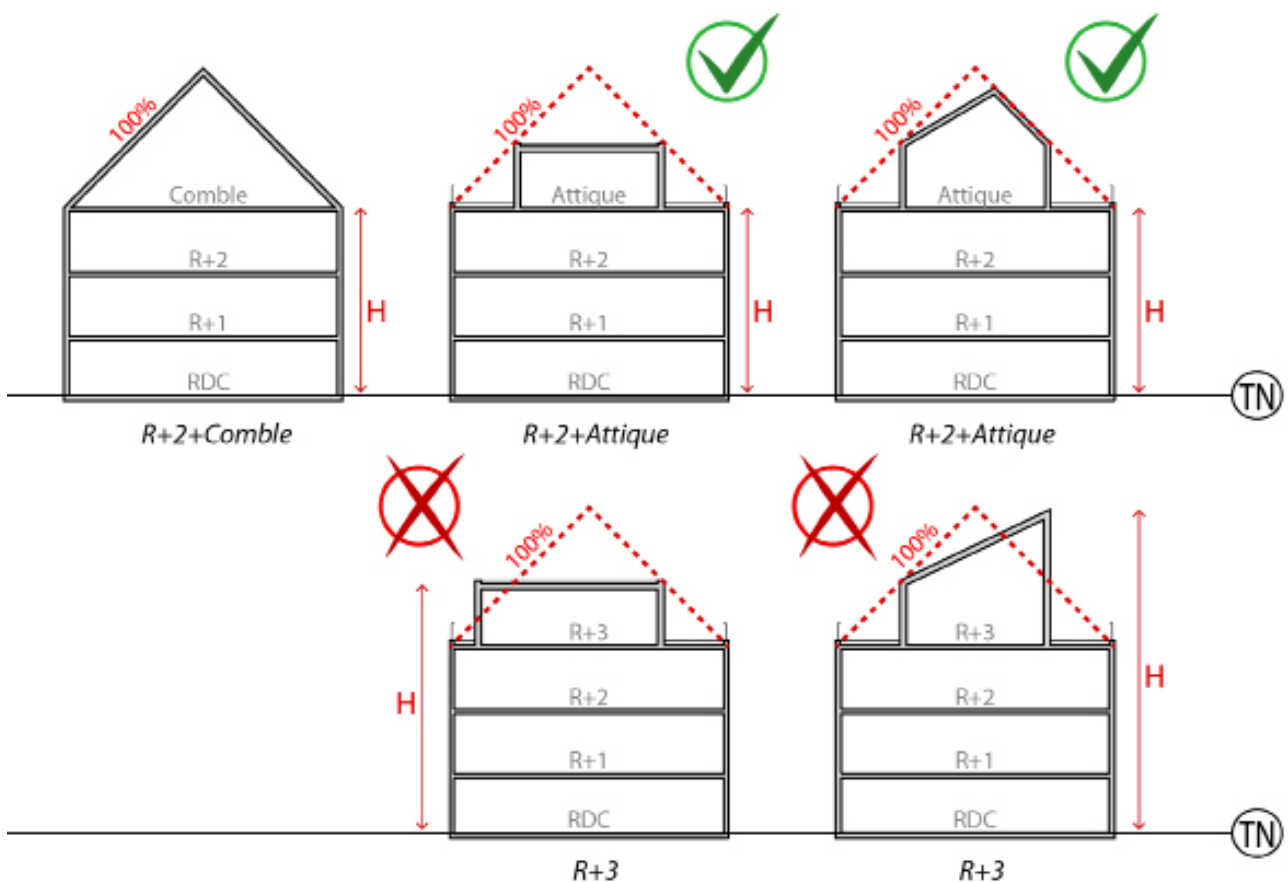 100%
Comble
R+2
R+1
RDC
H
R+2+Comble
100%
Attique
R+2
R+1
RDC
H
R+2+Attique
100%
Attique
R+2
R+1
RDC
H
R+2+Attique
TN
100%
R+3
R+2
R+1
RDC
H
R+3
100%
R+3
R+2
R+1
RDC
H
R+3
TN